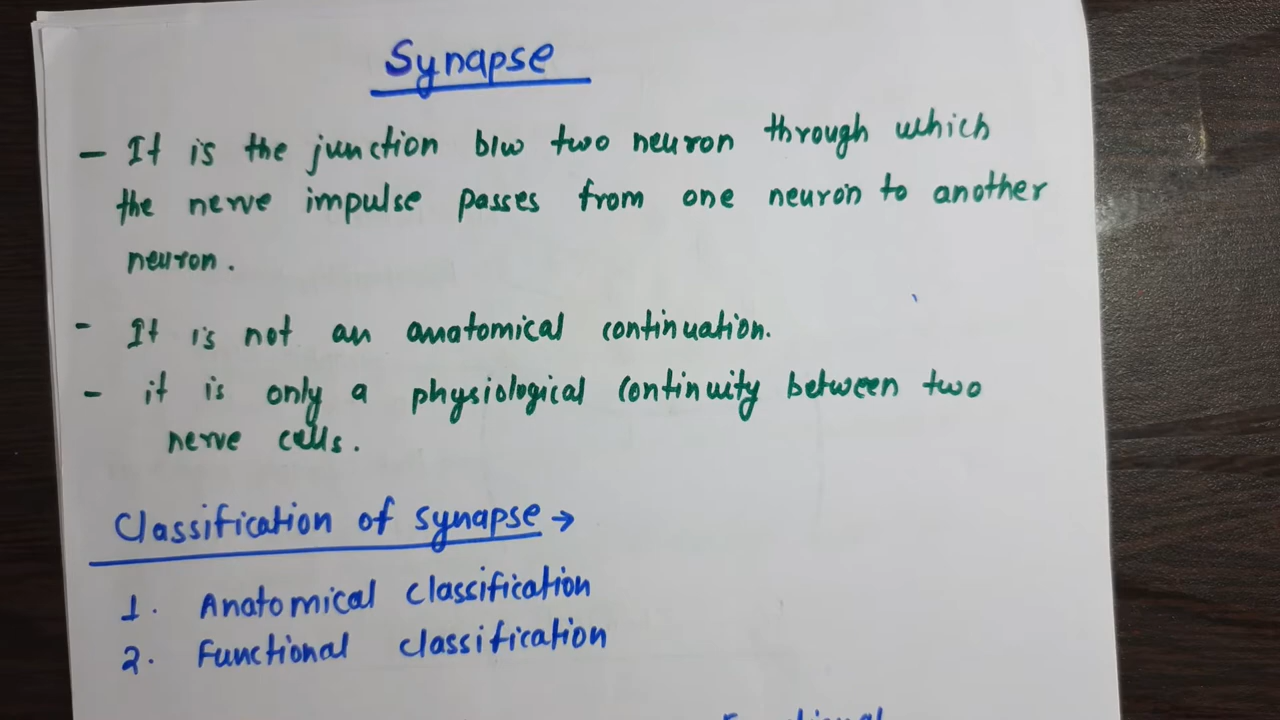 Synapse
- It is the junction b/w two neuron through which
the nerve impulse passes from one neuron to another
neuron.
- It is not an anatomical continuation.
- it is only a physiological continuity between two
nerve cells.
Classification of synapse →
1. Anatomical classification
2. Functional classification
Functional